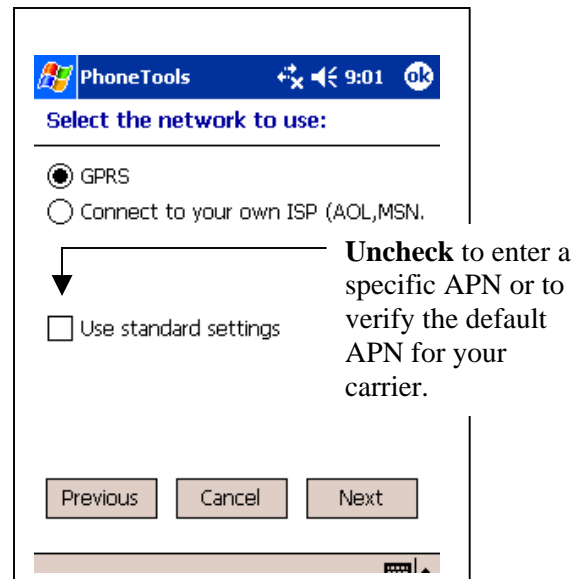 PhoneTools 9:01 ok
Select the network to use:
GPRS
Connect to your own ISP (AOL,MSN.
Uncheck to enter a
specific APN or to
verify the default
APN for your
carrier.
Use standard settings
Previous Cancel Next